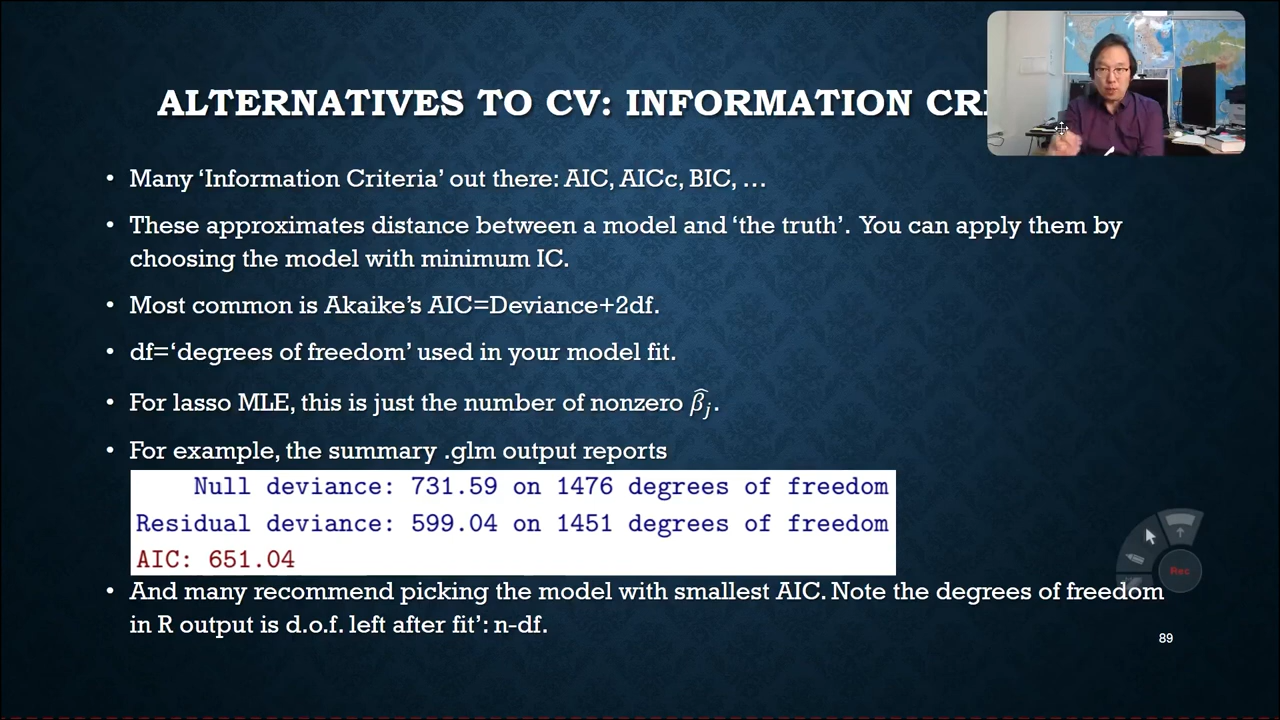 ALTERNATIVES TO CV: INFORMATION
• Many ‘Information Criteria’ out there: AIC, AICc, BIC, …
• These approximates distance between a model and ‘the truth’. You can apply them by
choosing the model with minimum IC.
• Most common is Akaike’s AIC=Deviance+2df.
• df=‘degrees of freedom’ used in your model fit.
• For lasso MLE, this is just the number of nonzero β̂ⱼ.
• For example, the summary .glm output reports
Null deviance: 731.59 on 1476 degrees of freedom
Residual deviance: 599.04 on 1451 degrees of freedom
AIC: 651.04
• And many recommend picking the model with smallest AIC. Note the degrees of freedom
in R output is d.o.f. left after fit’: n-df.
Rec
89